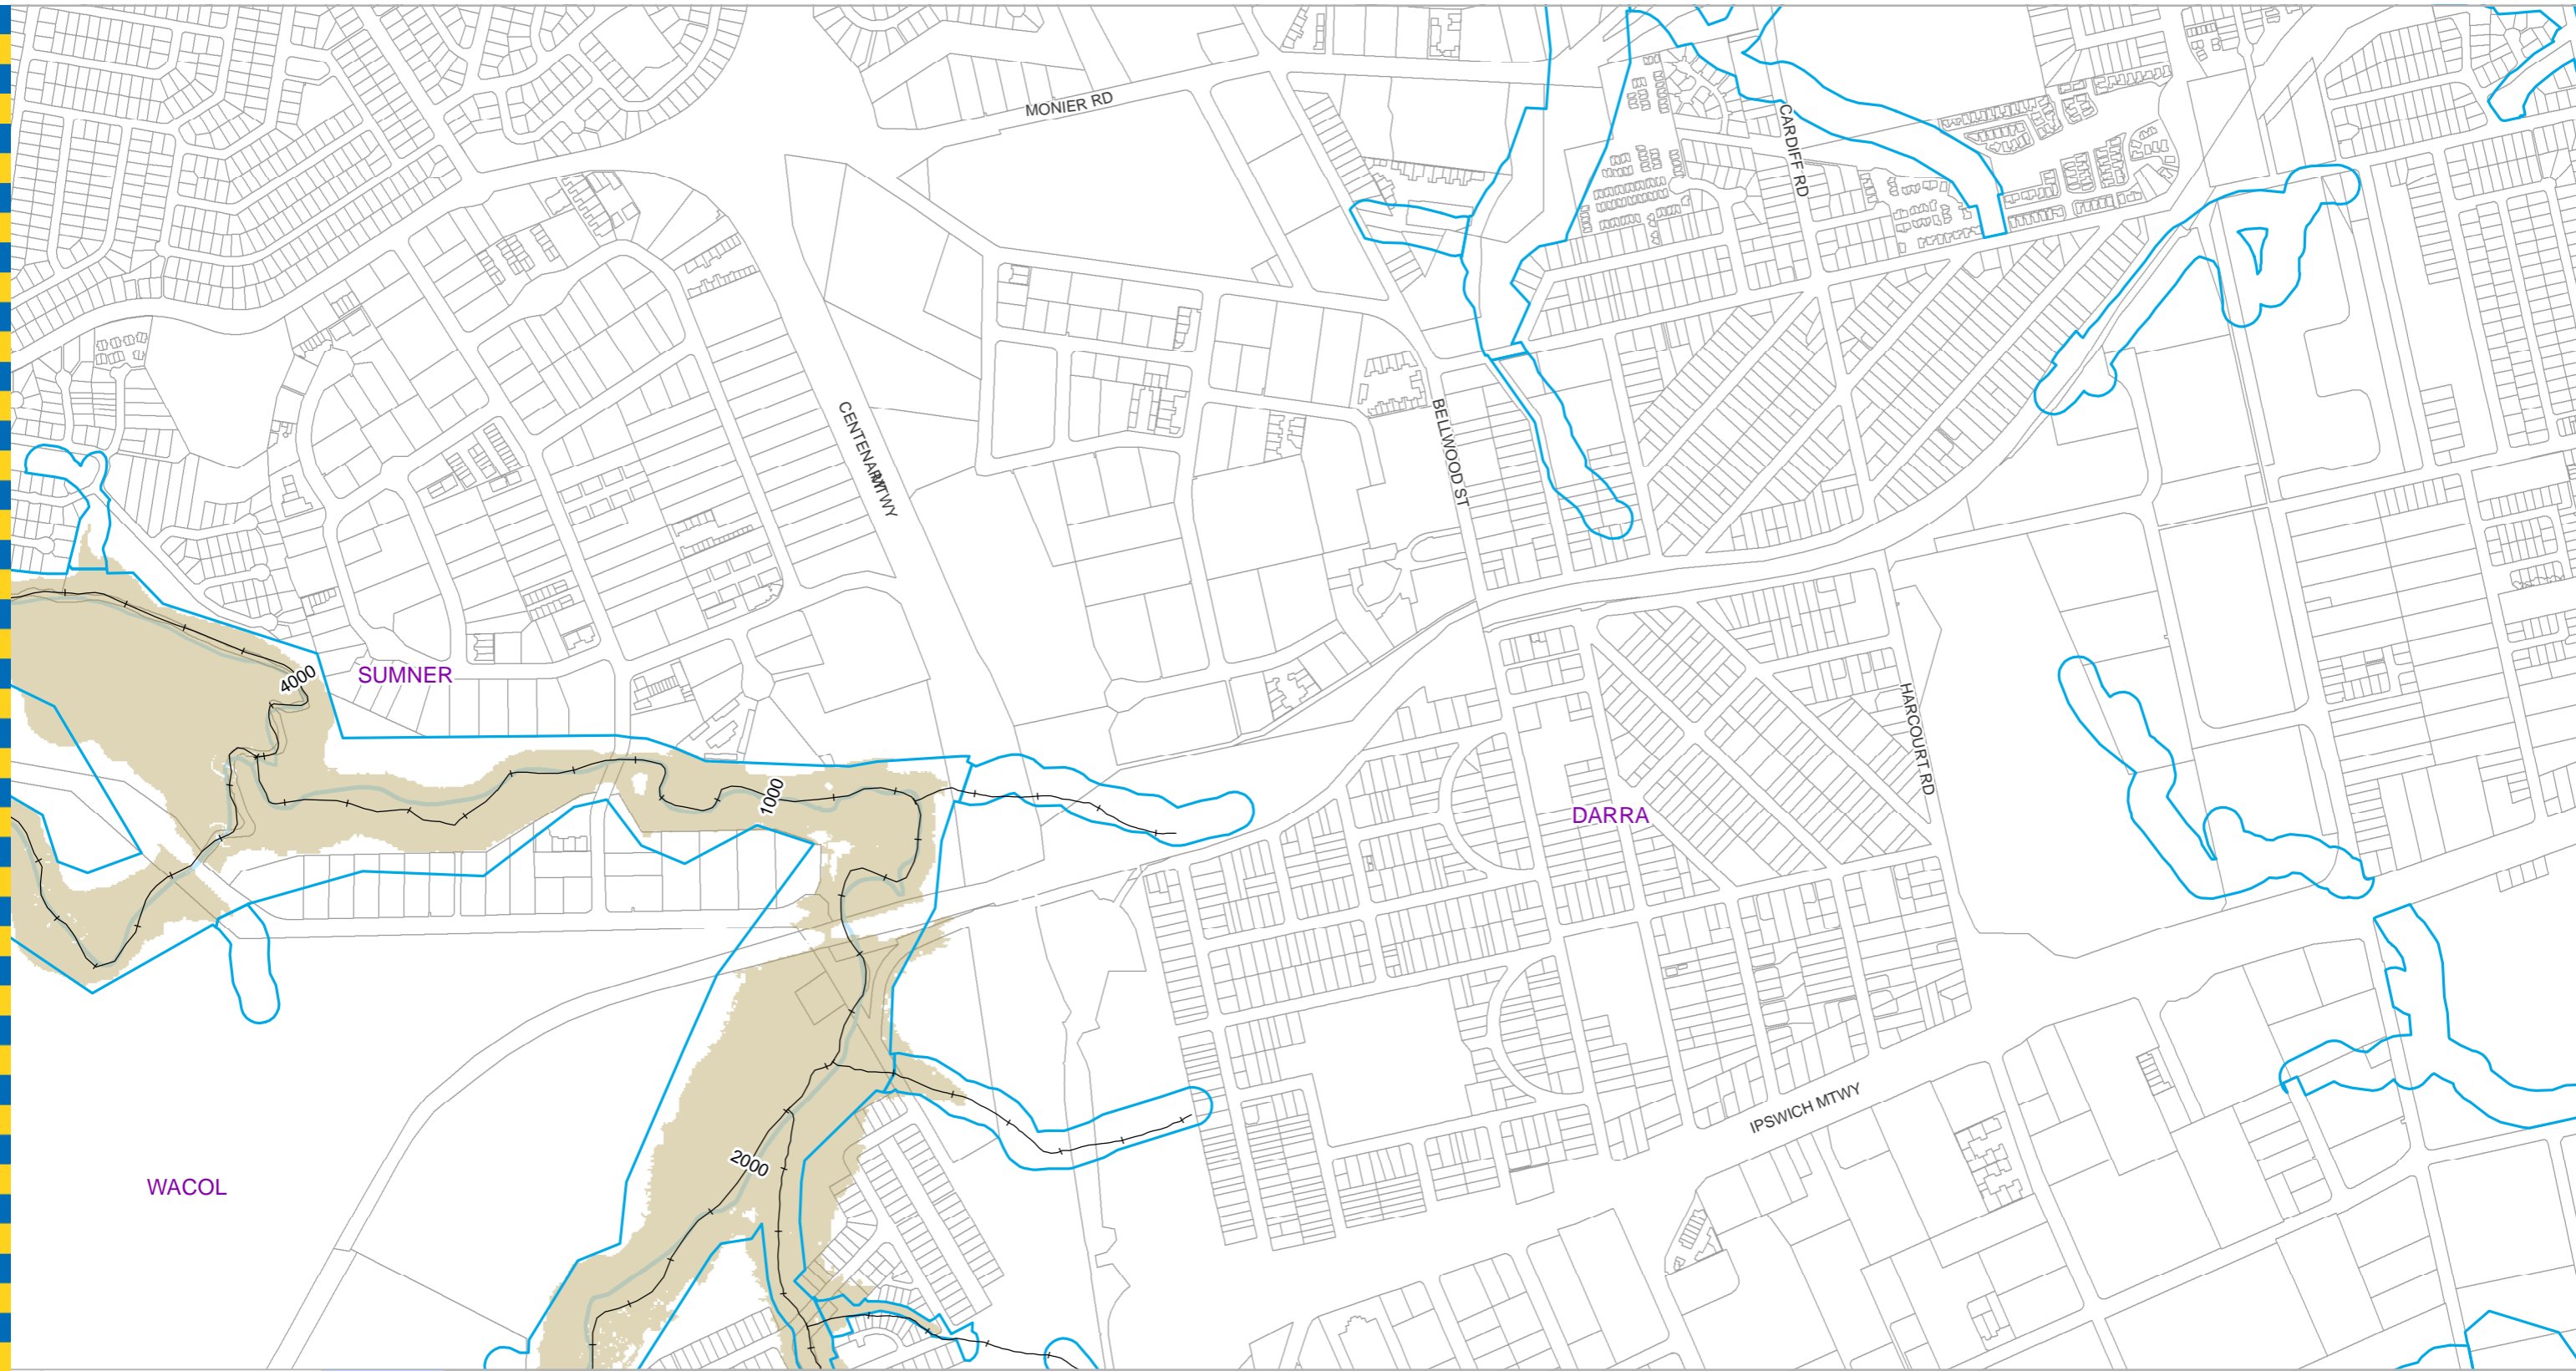 MONIER RD
CARDIFF RD
CENTENARY
MTWY
BELLWOOD ST
4000
SUMNER
HARCOURT RD
1000
DARRA
IPSWICH MTWY
2000
WACOL